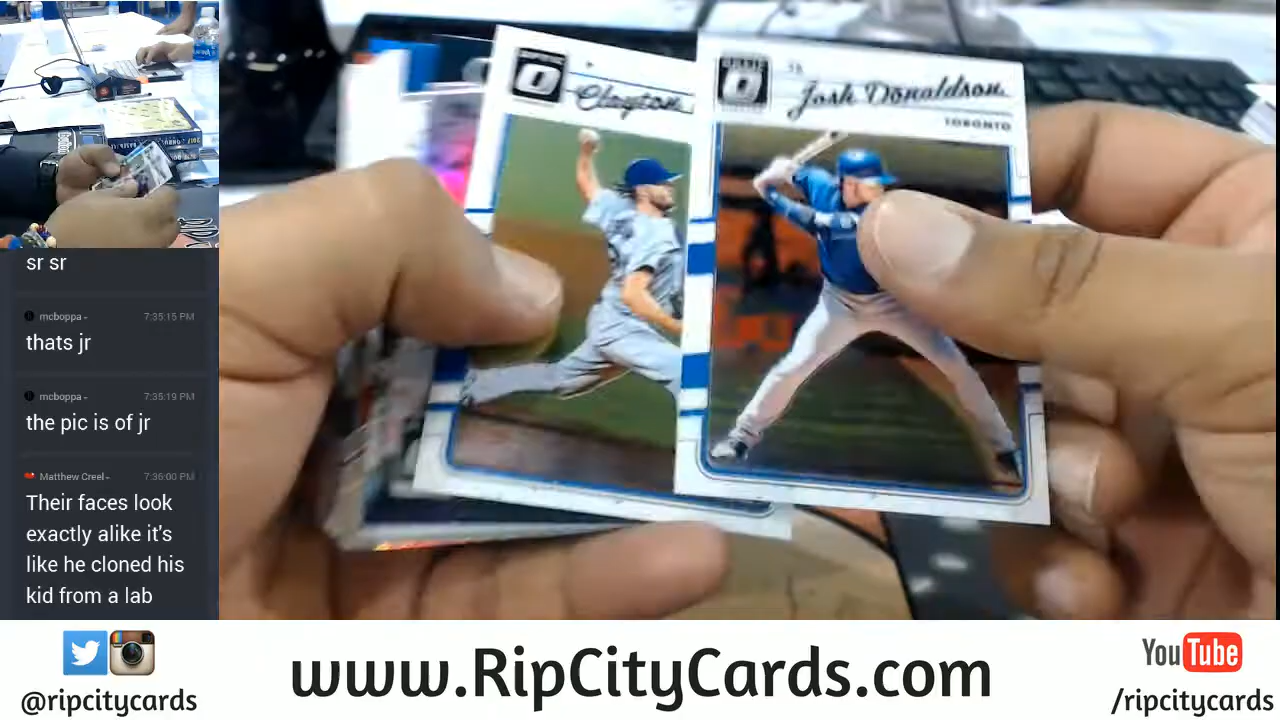 sr sr
mcboppa-
7:35:15 PM
thats jr
mcboppa-
7:35:19 PM
the pic is of jr
Matthew Creel-
7:36:00 PM
Their faces look
exactly alike it's
like he cloned his
kid from a lab
OPTIC
Clayton
Josh Donaldson
TORONTO
@ripcitycards
www.RipCityCards.com
YouTube
/ripcitycards